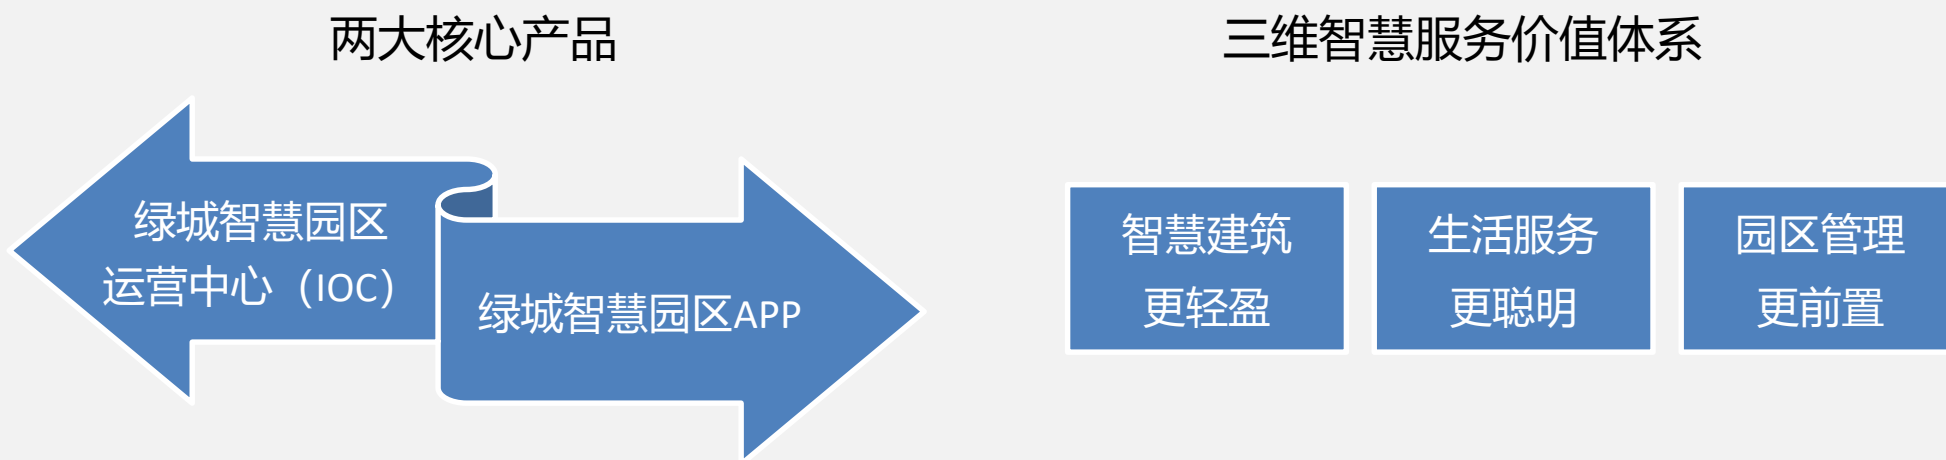 两大核心产品
三维智慧服务价值体系
绿城智慧园区
运营中心（IOC）
绿城智慧园区APP
智慧建筑
更轻盈
生活服务
更聪明
园区管理
更前置